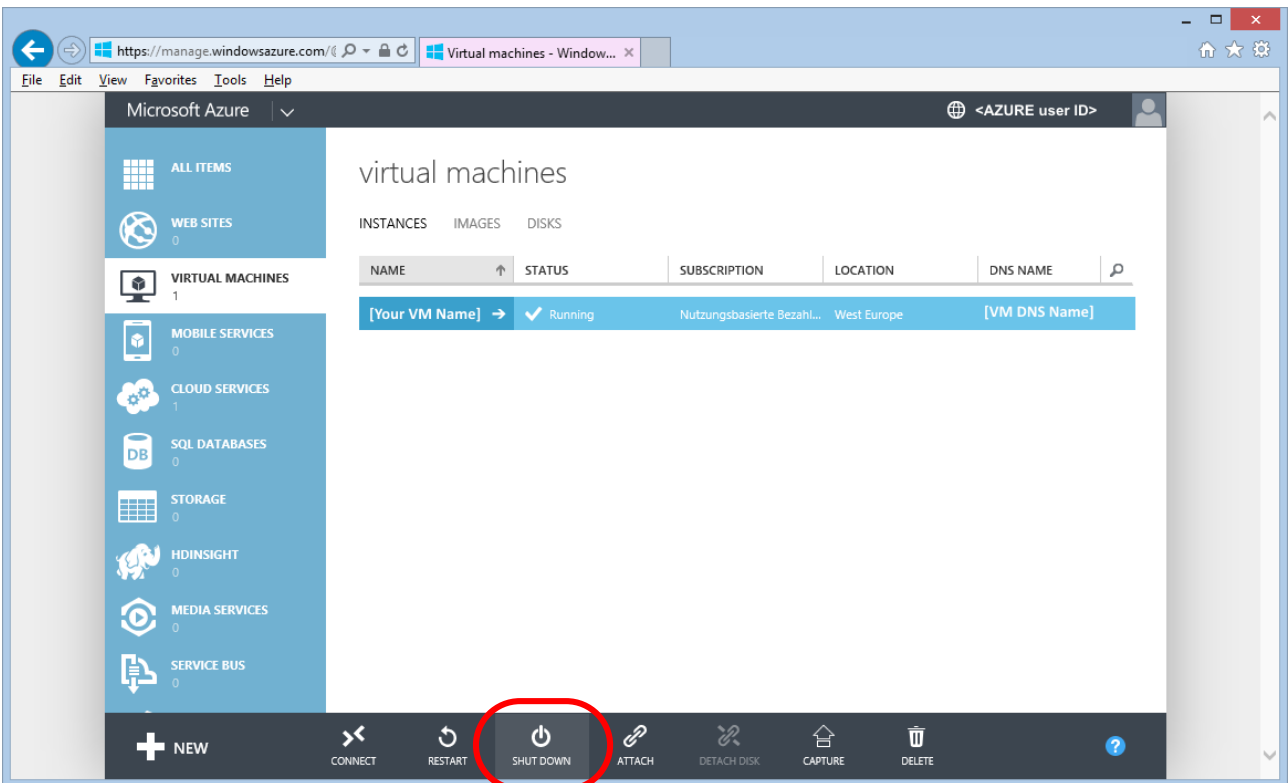 https://manage.windowsazure.com/(
Virtual machines - Window...
File Edit View Favorites Tools Help
Microsoft Azure
<AZURE user ID>
ALL ITEMS
WEB SITES
0
VIRTUAL MACHINES
1
MOBILE SERVICES
0
CLOUD SERVICES
1
SQL DATABASES
0
DB
STORAGE
0
HDINSIGHT
0
MEDIA SERVICES
0
SERVICE BUS
0
virtual machines
INSTANCES IMAGES DISKS
NAME STATUS SUBSCRIPTION LOCATION DNS NAME
[Your VM Name] Running Nutzungsbasierte Bezahl... West Europe [VM DNS Name]
NEW
CONNECT RESTART SHUT DOWN ATTACH DETACH DISK CAPTURE DELETE
?